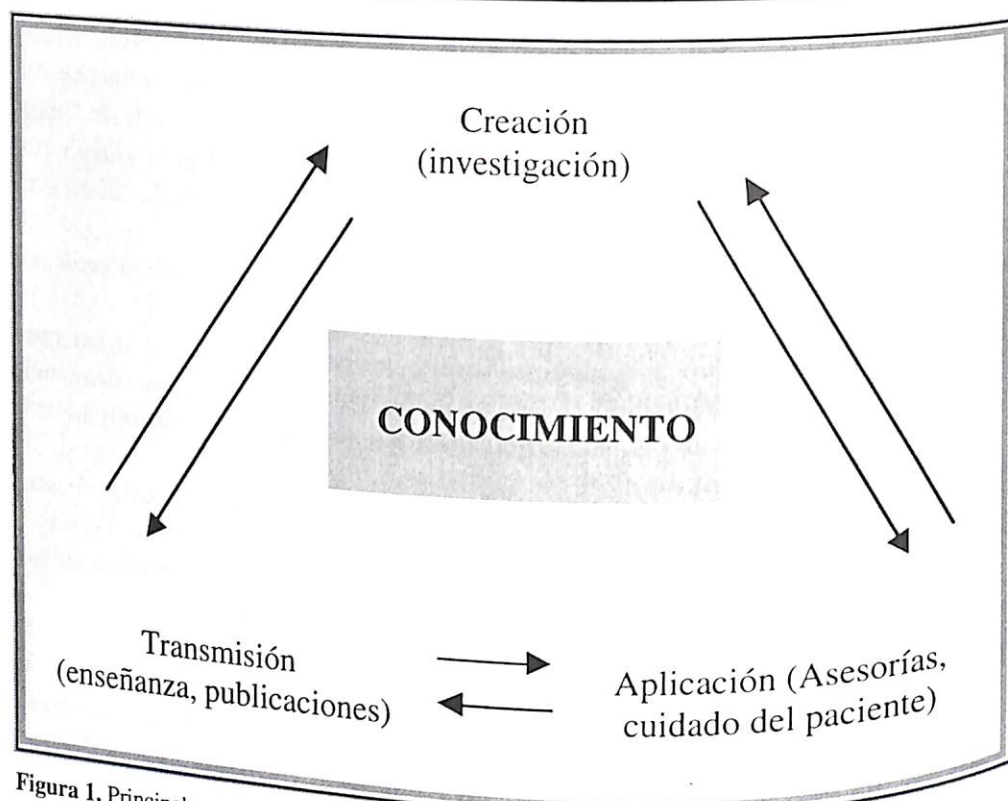 Creación
(investigación)
CONOCIMIENTO
Transmisión
(enseñanza, publicaciones)
Aplicación (Asesorías,
cuidado del paciente)
Figura 1.